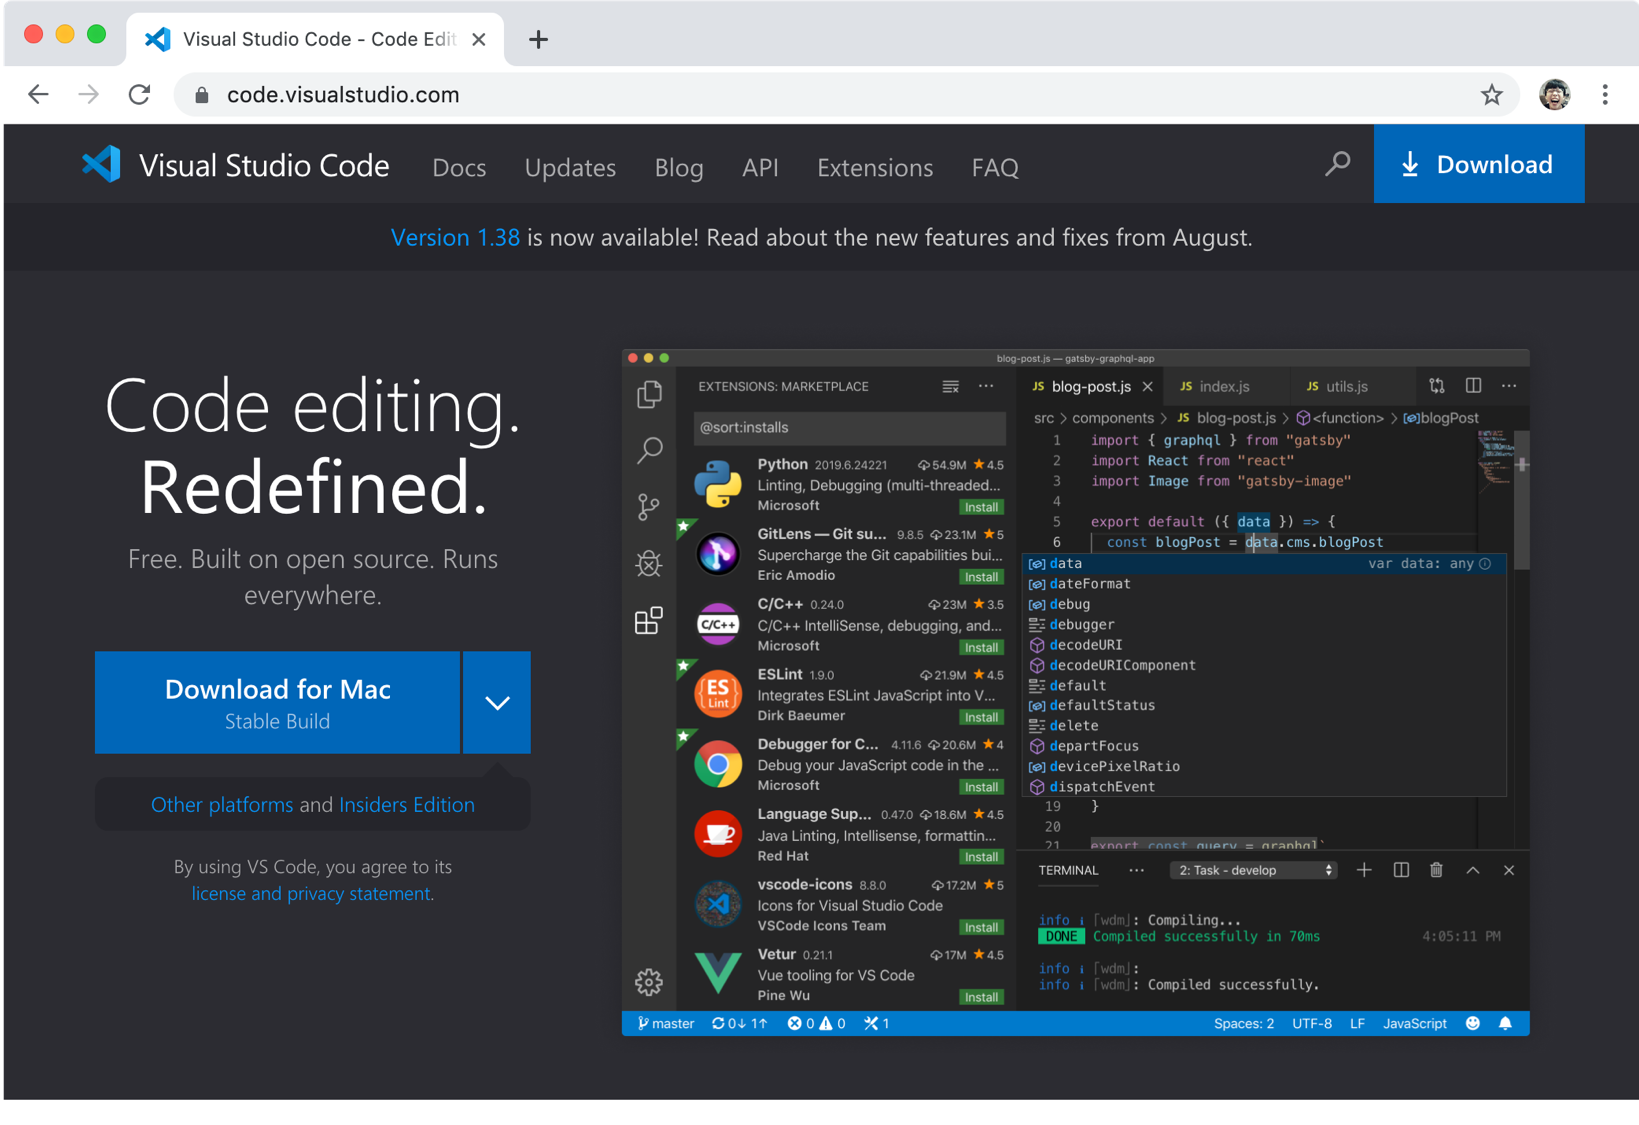 Visual Studio Code - Code Edit
code.visualstudio.com
Visual Studio Code
Docs
Updates
Blog
API
Extensions
FAQ
Download
Version 1.38 is now available! Read about the new features and fixes from August.
Code editing.
Redefined.
Free. Built on open source. Runs
everywhere.
Download for Mac
Stable Build
Other platforms and Insiders Edition
By using VS Code, you agree to its
license and privacy statement.
blog-post.js — gatsby-graphql-app
EXTENSIONS: MARKETPLACE
@sort:installs
Python 2019.6.24221 54.9M ★ 4.5
Linting, Debugging (multi-threaded...
Microsoft
Install
GitLens — Git su... 9.8.5 23.1M ★ 5
Supercharge the Git capabilities bui...
Eric Amodio
Install
C/C++
C/C++ 0.24.0 23M ★ 3.5
C/C++ IntelliSense, debugging, and...
Microsoft
Install
ES
Lint
ESLint 1.9.0 21.9M ★ 4.5
Integrates ESLint JavaScript into V...
Dirk Baeumer
Install
Debugger for C... 4.11.6 20.6M ★ 4
Debug your JavaScript code in the ...
Microsoft
Install
Language Sup... 0.47.0 18.6M ★ 4.5
Java Linting, Intellisense, formattin...
Red Hat
Install
vscode-icons 8.8.0 17.2M ★ 5
Icons for Visual Studio Code
VSCode Icons Team
Install
Vetur 0.21.1 17M ★ 4.5
Vue tooling for VS Code
Pine Wu
Install
JS blog-post.js
JS index.js
JS utils.js
src > components > JS blog-post.js > <function> > blogPost
1 import { graphql } from "gatsby"
2 import React from "react"
3 import Image from "gatsby-image"
4
5 export default ({ data }) => {
6 const blogPost = data.cms.blogPost
data var data: any
dateFormat
debug
debugger
decodeURI
decodeURIComponent
default
defaultStatus
delete
departFocus
devicePixelRatio
dispatchEvent
19 }
20
21 export const query = graphql`
TERMINAL
2: Task - develop
info i [wdm]: Compiling...
DONE Compiled successfully in 70ms 4:05:11 PM
info i [wdm]:
info i [wdm]: Compiled successfully.
master 0↓ 1↑ 0 0 1
Spaces: 2 UTF-8 LF JavaScript